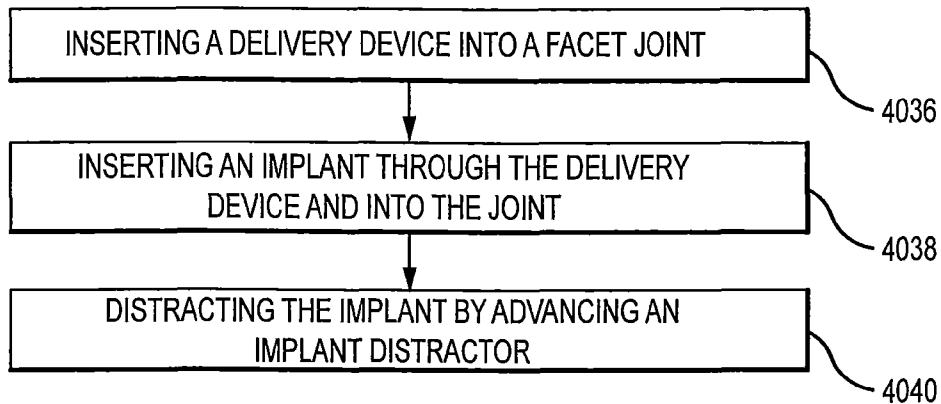 INSERTING A DELIVERY DEVICE INTO A FACET JOINT
4036
INSERTING AN IMPLANT THROUGH THE DELIVERY
DEVICE AND INTO THE JOINT
4038
DISTRACTING THE IMPLANT BY ADVANCING AN
IMPLANT DISTRACTOR
4040